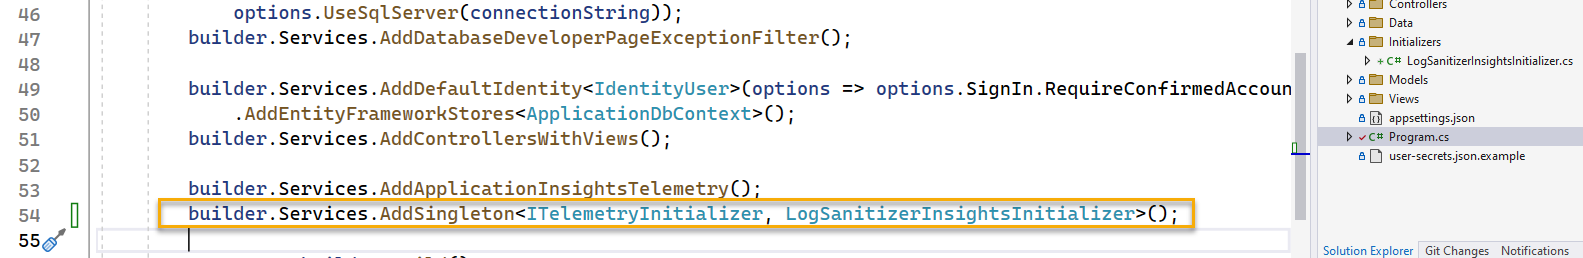 46 options.UseSqlServer(connectionString));
47 builder.Services.AddDatabaseDeveloperPageExceptionFilter();
48
49 builder.Services.AddDefaultIdentity<IdentityUser>(options => options.SignIn.RequireConfirmedAccoun
50 .AddEntityFrameworkStores<ApplicationDbContext>();
51 builder.Services.AddControllersWithViews();
52
53 builder.Services.AddApplicationInsightsTelemetry();
54 builder.Services.AddSingleton<ITelemetryInitializer, LogSanitizerInsightsInitializer>();
55
Controllers
Data
Initializers
+ C# LogSanitizerInsightsInitializer.cs
Models
Views
appsettings.json
C# Program.cs
user-secrets.json.example
Solution Explorer Git Changes Notifications